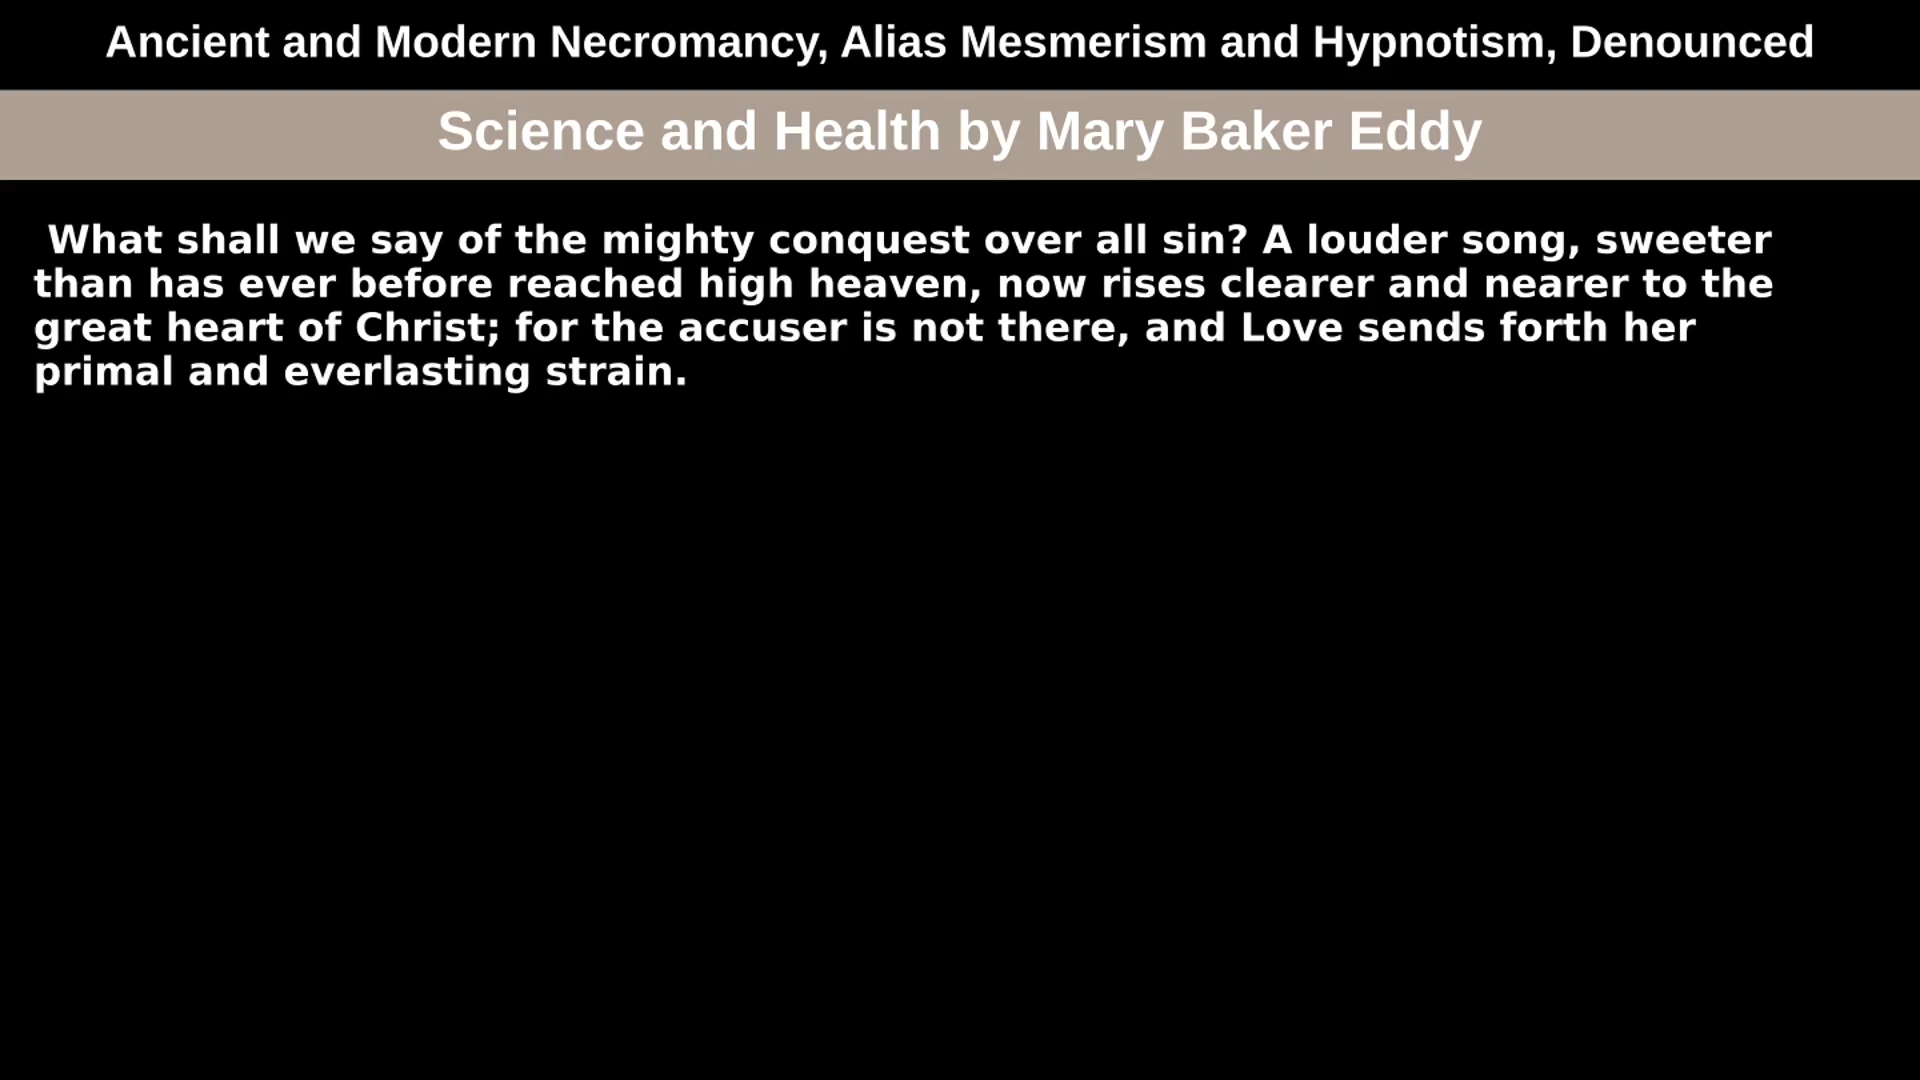 Ancient and Modern Necromancy, Alias Mesmerism and Hypnotism, Denounced
Science and Health by Mary Baker Eddy
What shall we say of the mighty conquest over all sin? A louder song, sweeter
than has ever before reached high heaven, now rises clearer and nearer to the
great heart of Christ; for the accuser is not there, and Love sends forth her
primal and everlasting strain.